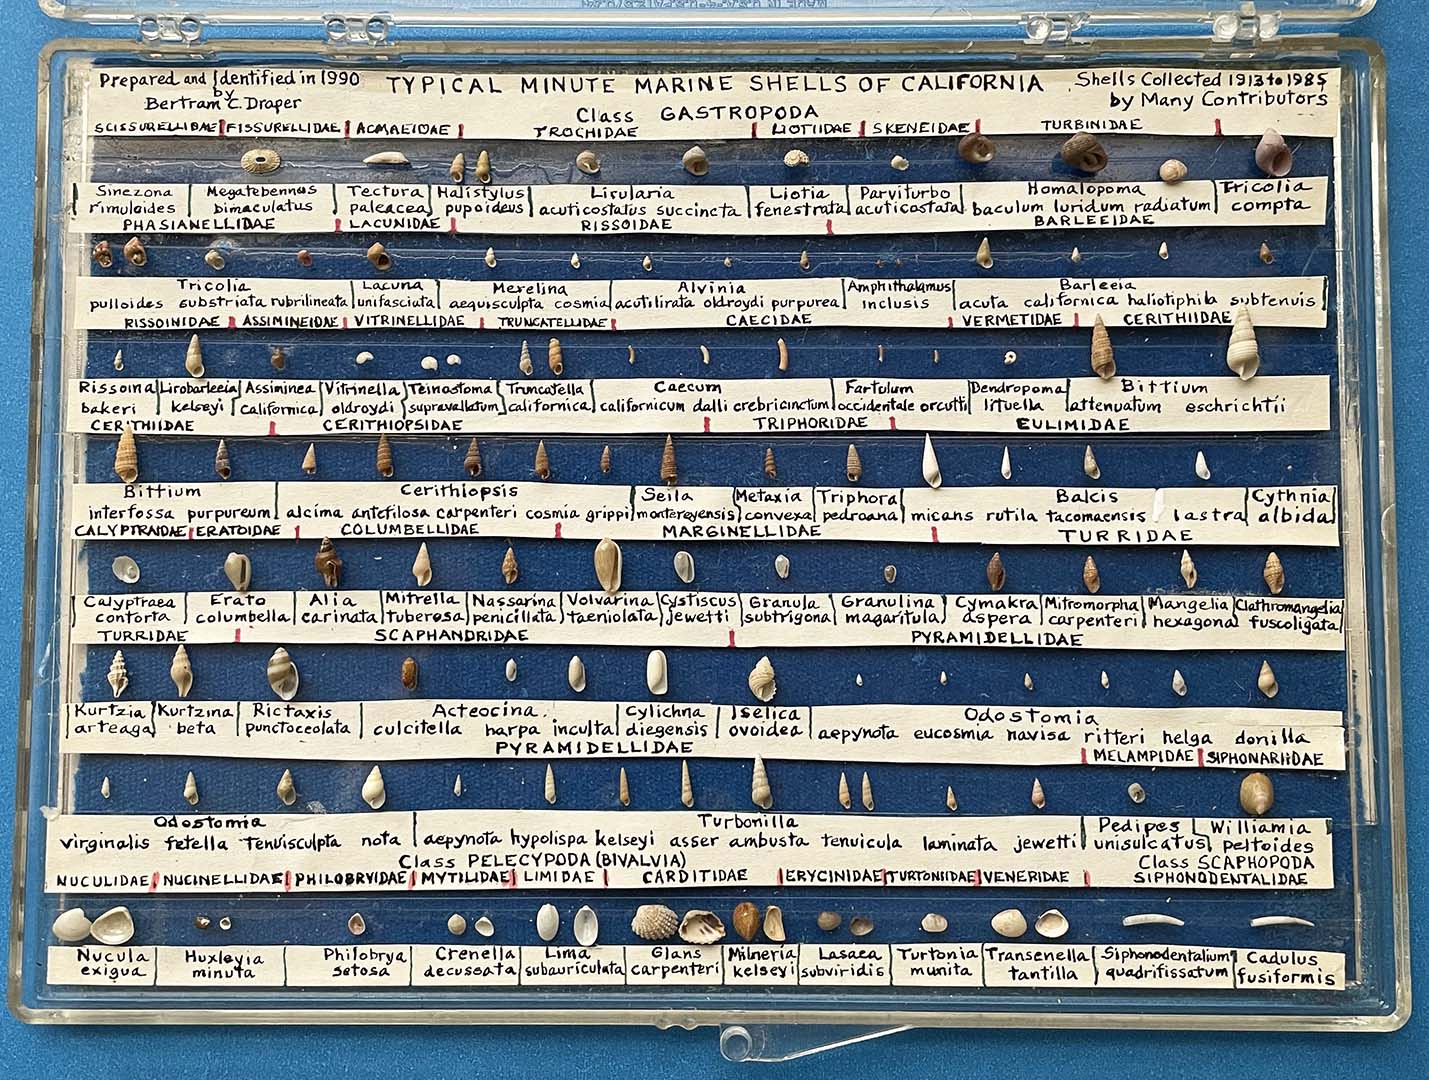 Prepared and Identified in 1990 TYPICAL MINUTE MARINE SHELLS OF CALIFORNIA Shells Collected 1913 to 1985
by
Bertram C. Draper Class GASTROPODA by Many Contributors
SCISSURELLIDAE FISSURELLIDAE ACMAEIDAE TROCHIDAE LIOTIIDAE SKENEIDAE TURBINIDAE
Sinezona Megatebennus Tectura Halistylus Lirularia Liotia Parviturbo Homalopoma Tricolia
rimuloides bimaculatus paleacea pupoideus acuticostatus succincta fenestrata acuticostata baculum luridum radiatum compta
PHASIANELLIDAE LACUNIDAE RISSOIDAE BARLEEIDAE
Tricolia Lacuna Merelina Alvinia Amphithalamus Barleeia
pulloides substriata rubrilineata unifasciata aequisculpta cosmia acutilirata oldroydi purpurea inclusis acuta californica haliotiphila subtenuis
RISSOINIDAE ASSIMINEIDAE VITRINELLIDAE TRUNCATELLIDAE CAECIDAE VERMETIDAE CERITHIIDAE
Rissoina Lirobarleeia Assiminea Vitrinella Teinostoma Truncatella Caecum Fartulum Dendropoma Bittium
bakeri kelseyi californica oldroydi supravallatum californica californicum dalli crebricinctum occidentale orcutti lituella attenuatum eschrichtii
CERITHIIDAE CERITHIOPSIDAE TRIPHORIDAE EULIMIDAE
Bittium Cerithiopsis Seila Metaxia Triphora Balcis Cythnia
interfossa purpureum alcima antefilosa carpenteri cosmia grippi montereyensis convexa pedroana micans rutila tacomaensis lastra albida
CALYPTRAIDAE ERATOIDAE COLUMBELLIDAE MARGINELLIDAE TURRIDAE
Calyptraea Erato Alia Mitrella Nassarina Volvarina Cystiscus Granula Granulina Cymakra Mitromorpha Mangelia Clathromangelia
contorta columbella carinata tuberosa penicillata taeniolata jewetti subtrigona magaritula aspera carpenteri hexagona fuscoligata
TURRIDAE SCAPHANDRIDAE PYRAMIDELLIDAE
Kurtzia Kurtzina Rictaxis Acteocina Cylichna Iselica Odostomia
arteaga beta punctoceolata culcitella harpa inculta diegensis ovoidea aepynota eucosmia navisa ritteri helga donilla
PYRAMIDELLIDAE MELAMPIDAE SIPHONARIIDAE
Odostomia Turbonilla Pedipes Williamia
virginalis fetella tenuisculpta nota aepynota hypolispa kelseyi asser ambusta tenuicula laminata jewetti unisulcatus peltoides
Class PELECYPODA (BIVALVIA) Class SCAPHOPODA
NUCULIDAE NUCINELLIDAE PHILOBRYIDAE MYTILIDAE LIMIDAE CARDITIDAE ERYCINIDAE TURTONIIDAE VENERIDAE SIPHONODENTALIDAE
Nucula Huxleyia Philobrya Crenella Lima Glans Milneria Lasaea Turtonia Transenella Siphonodentalium Cadulus
exigua minuta setosa decussata subauriculata carpenteri kelseyi subviridis munita tantilla quadrifissatum fusiformis